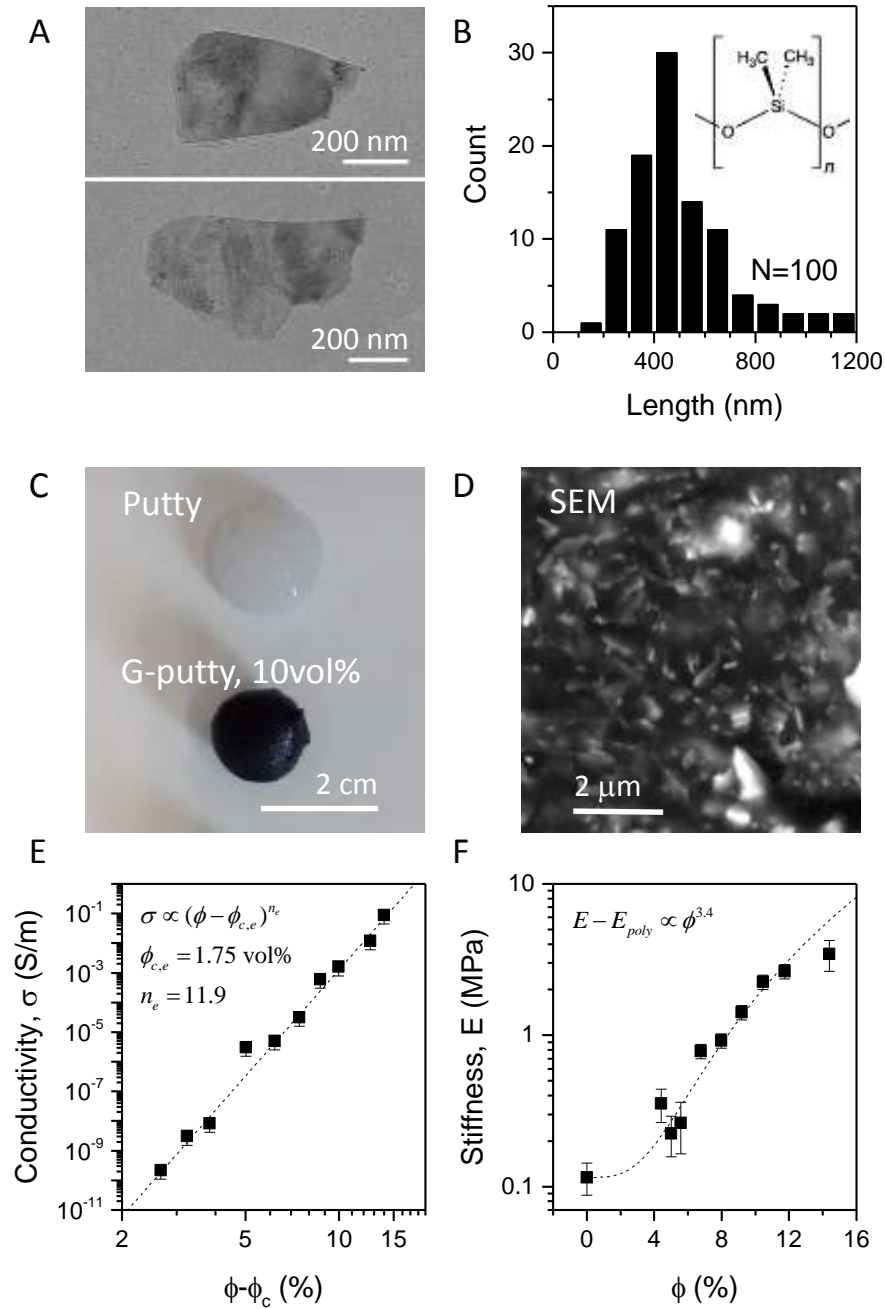 A
200 nm
200 nm
B
30
20
10
0
Count
0 400 800 1200
Length (nm)
N=100
H₃C CH₃
Si
O O
n
C
Putty
G-putty, 10vol%
2 cm
D
SEM
2 μm
E
σ ∝ (ϕ−ϕc,e)^ne
ϕc,e = 1.75 vol%
ne = 11.9
10⁻¹
10⁻³
10⁻⁵
10⁻⁷
10⁻⁹
10⁻¹¹
Conductivity, σ (S/m)
2 5 10 15
ϕ-ϕc (%)
F
E − Epoly ∝ ϕ^3.4
10
1
0.1
Stiffness, E (MPa)
0 4 8 12 16
ϕ (%)